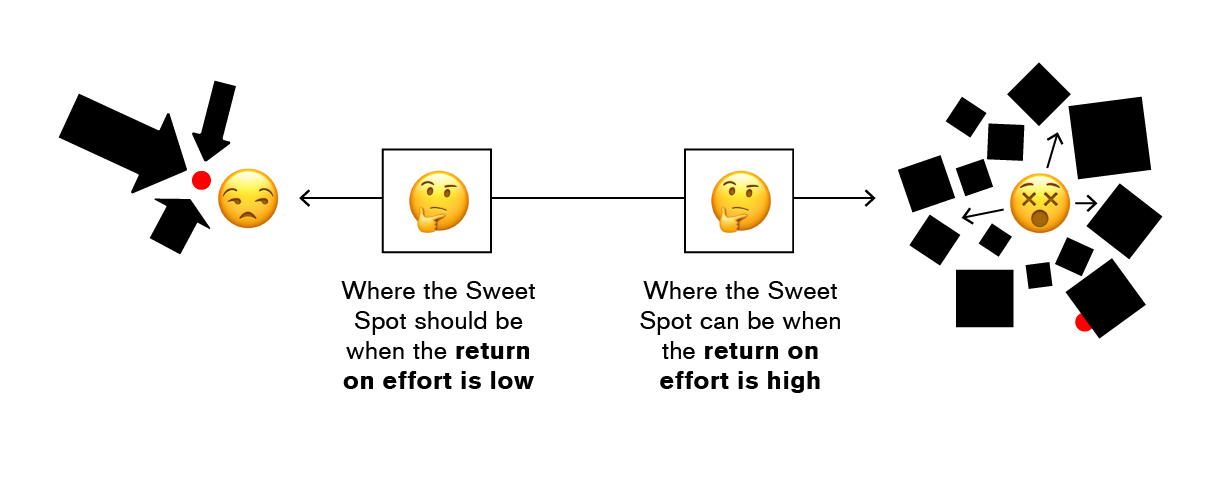 Where the Sweet
Spot should be
when the return
on effort is low
Where the Sweet
Spot can be when
the return on
effort is high